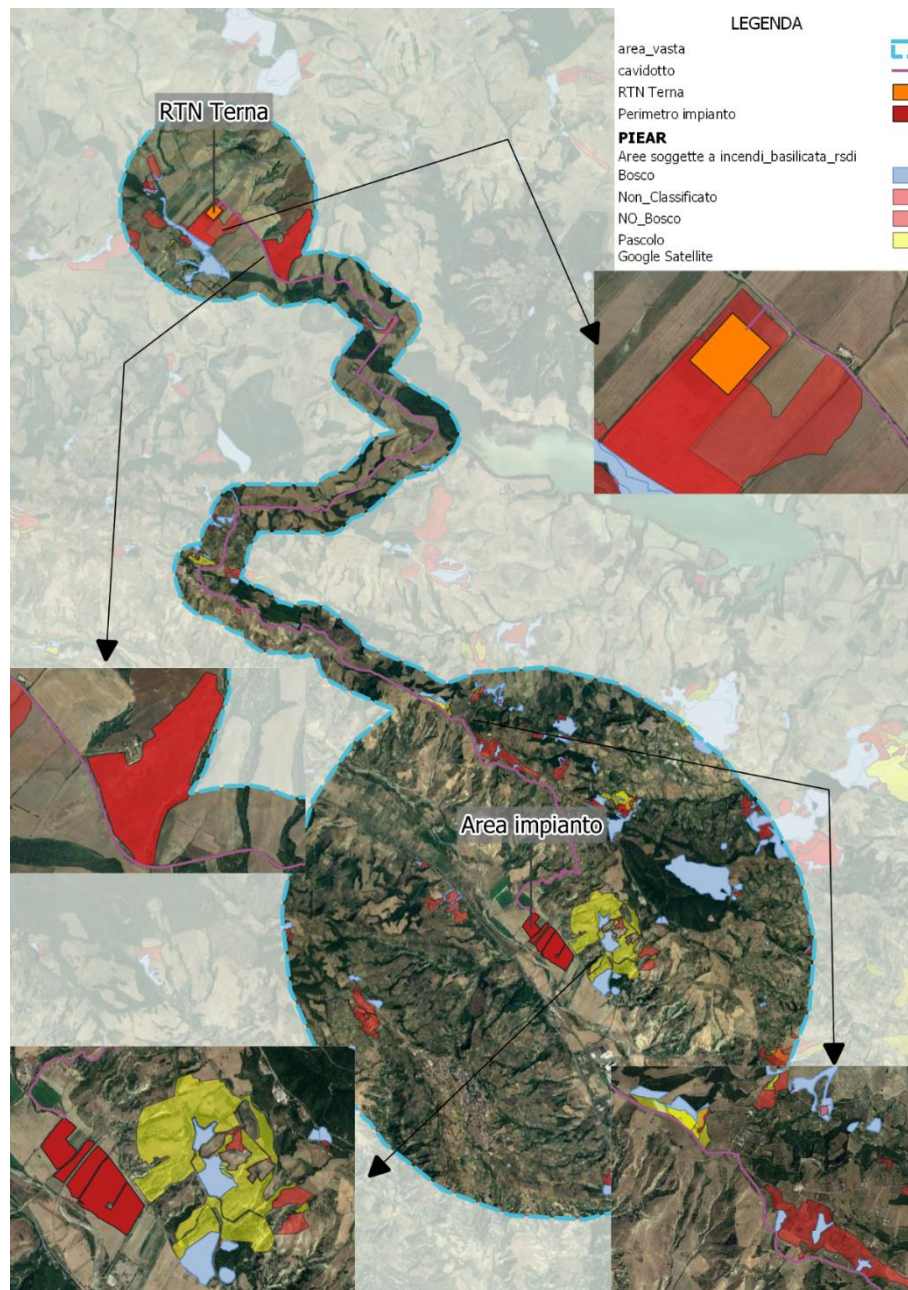 LEGENDA
area_vasta
cavidotto
RTN Terna
Perimetro impianto
PIEAR
Aree soggette a incendi_basilicata_rsdi
Bosco
Non_Classificato
NO_Bosco
Pascolo
Google Satellite
RTN Terna
Area impianto